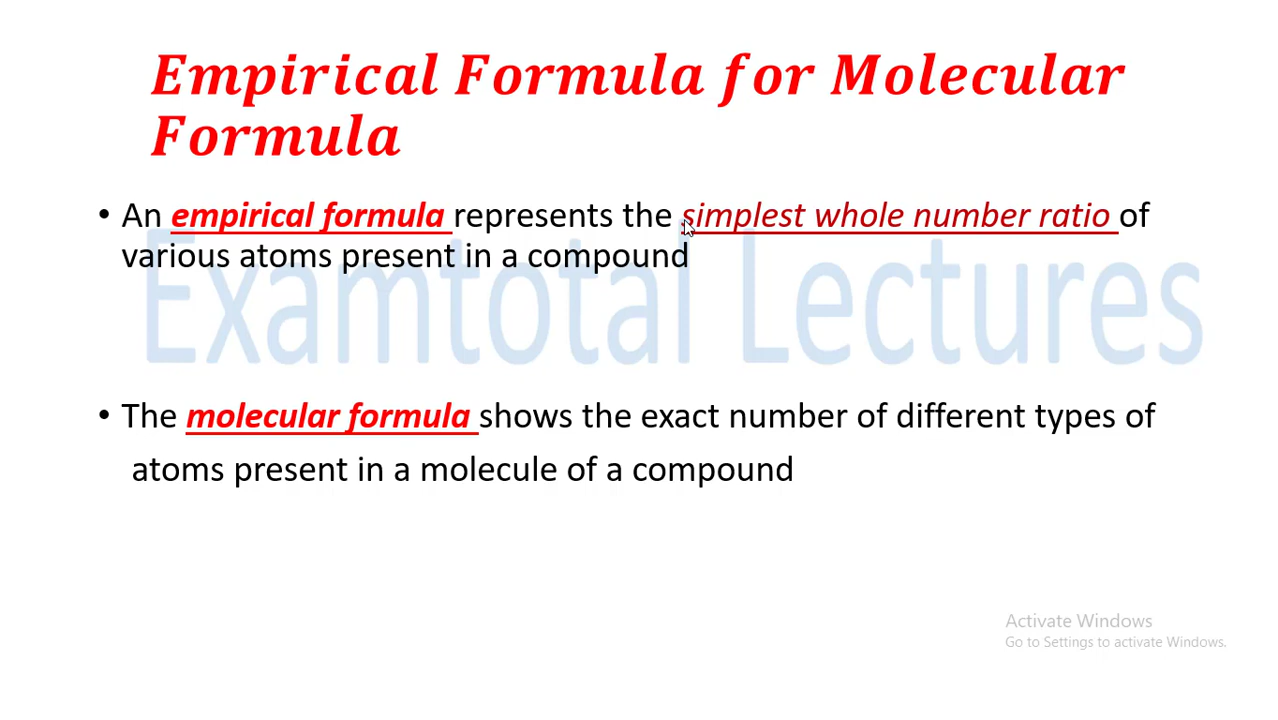 Empirical Formula for Molecular
Formula
• An empirical formula represents the simplest whole number ratio of
various atoms present in a compound
Examtotal Lectures
• The molecular formula shows the exact number of different types of
atoms present in a molecule of a compound
Activate Windows
Go to Settings to activate Windows.